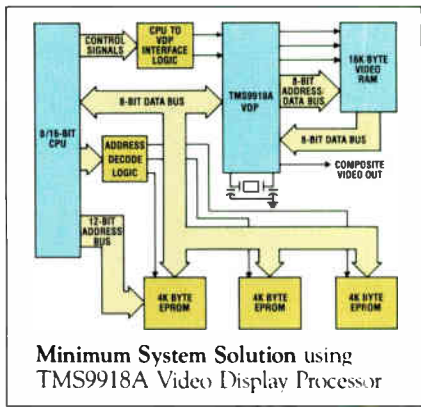 CONTROL
SIGNALS
CPU TO
VDP
INTERFACE
LOGIC
8/16-BIT
CPU
8-BIT DATA BUS
TMS9918A
VDP
8-BIT
ADDRESS/
DATA BUS
16K BYTE
VIDEO
RAM
8-BIT DATA BUS
COMPOSITE
VIDEO OUT
ADDRESS
DECODE
LOGIC
12-BIT
ADDRESS
BUS
4K BYTE
EPROM
4K BYTE
EPROM
4K BYTE
EPROM
Minimum System Solution using
TMS9918A Video Display Processor